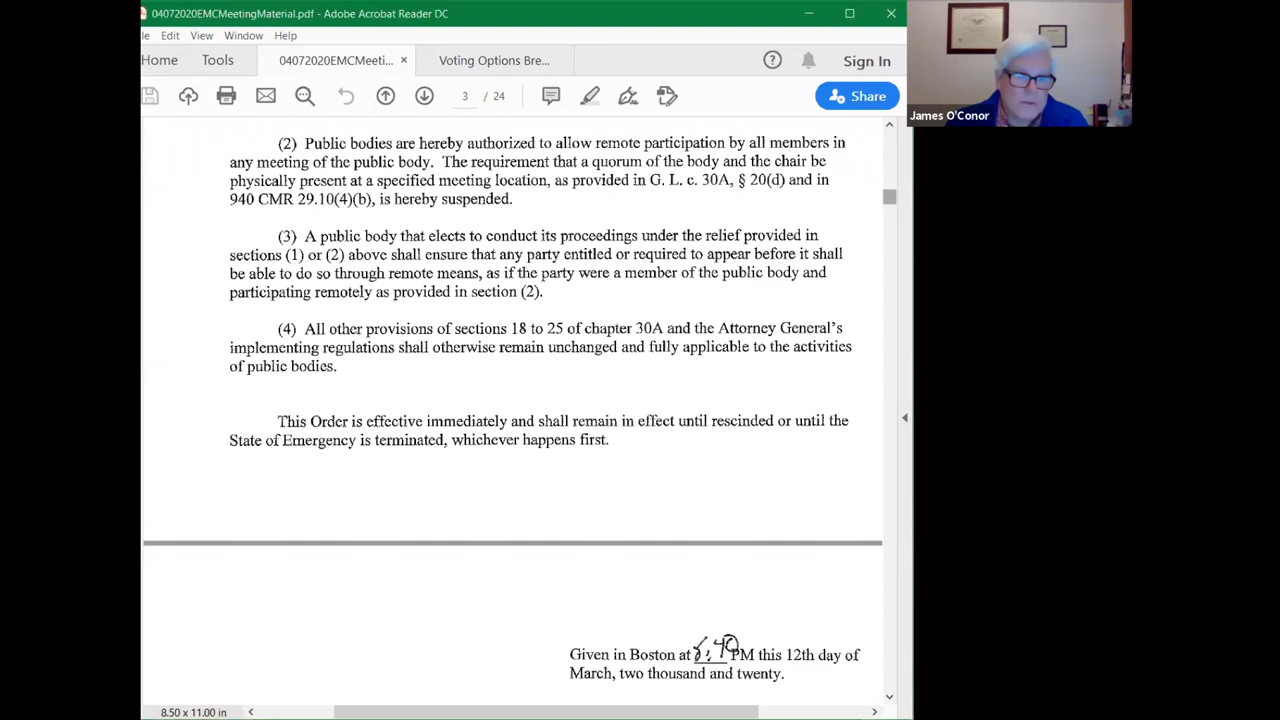 04072020EMCMeetingMaterial.pdf - Adobe Acrobat Reader DC
le Edit View Window Help
Home Tools 04072020EMCMeeti... × Voting Options Bre... Sign In
3 / 24 Share
James O'Conor
(2) Public bodies are hereby authorized to allow remote participation by all members in
any meeting of the public body. The requirement that a quorum of the body and the chair be
physically present at a specified meeting location, as provided in G. L. c. 30A, § 20(d) and in
940 CMR 29.10(4)(b), is hereby suspended.
(3) A public body that elects to conduct its proceedings under the relief provided in
sections (1) or (2) above shall ensure that any party entitled or required to appear before it shall
be able to do so through remote means, as if the party were a member of the public body and
participating remotely as provided in section (2).
(4) All other provisions of sections 18 to 25 of chapter 30A and the Attorney General's
implementing regulations shall otherwise remain unchanged and fully applicable to the activities
of public bodies.
This Order is effective immediately and shall remain in effect until rescinded or until the
State of Emergency is terminated, whichever happens first.
Given in Boston at PM this 12th day of
March, two thousand and twenty.
8.50 x 11.00 in